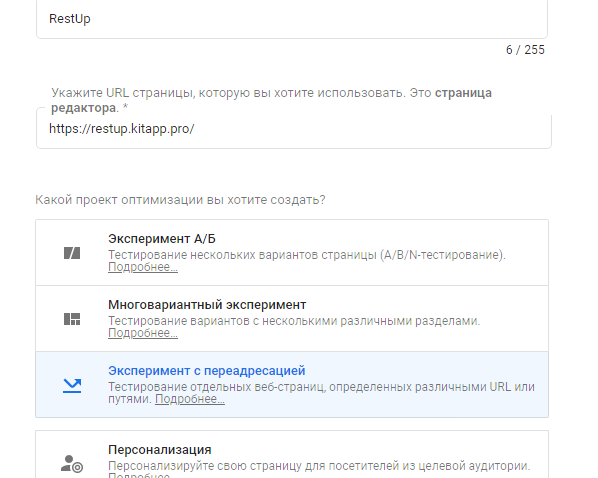 RestUp
6 / 255
Укажите URL страницы, которую вы хотите использовать. Это страница
редактора. *
https://restup.kitapp.pro/
Какой проект оптимизации вы хотите создать?
Эксперимент А/Б
Тестирование нескольких вариантов страницы (A/B/N-тестирование).
Подробнее...
Многовариантный эксперимент
Тестирование вариантов с несколькими различными разделами.
Подробнее...
Эксперимент с переадресацией
Тестирование отдельных веб-страниц, определенных различными URL или
путями. Подробнее...
Персонализация
Персонализируйте свою страницу для посетителей из целевой аудитории.
Подробнее...